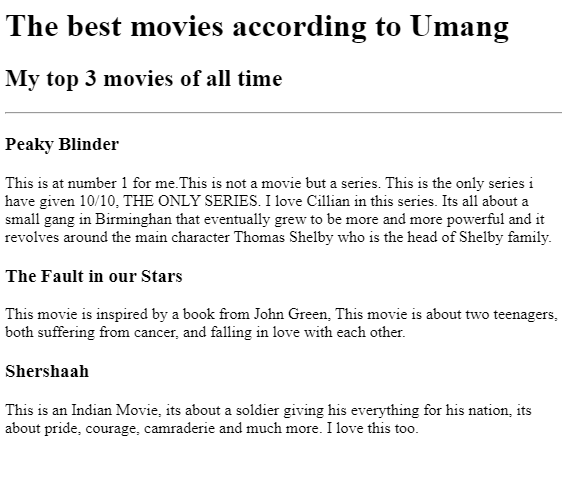 The best movies according to Umang
My top 3 movies of all time
Peaky Blinder
This is at number 1 for me.This is not a movie but a series. This is the only series i
have given 10/10, THE ONLY SERIES. I love Cillian in this series. Its all about a
small gang in Birminghan that eventually grew to be more and more powerful and it
revolves around the main character Thomas Shelby who is the head of Shelby family.
The Fault in our Stars
This movie is inspired by a book from John Green, This movie is about two teenagers,
both suffering from cancer, and falling in love with each other.
Shershaah
This is an Indian Movie, its about a soldier giving his everything for his nation, its
about pride, courage, camraderie and much more. I love this too.